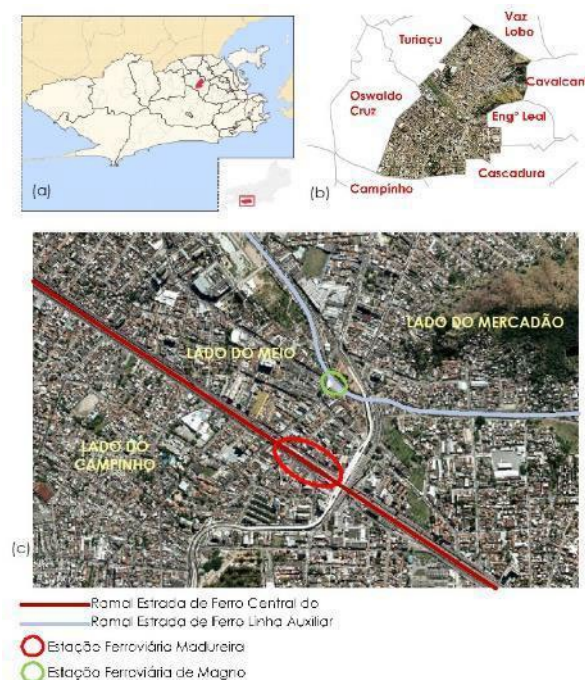 (a)
(b)
Vaz
Lobo
Turiaçu
Cavalcan
Oswaldo
Cruz
Engº Leal
Cascadura
Campinho
LADO DO MERCADÃO
LADO DO MEIO
LADO DO
CAMPINHO
(c)
Ramal Estrada de Ferro Central do
Ramal Estrada de Ferro Linha Auxiliar
Estação Ferroviária Madureira
Estação Ferroviária de Magno